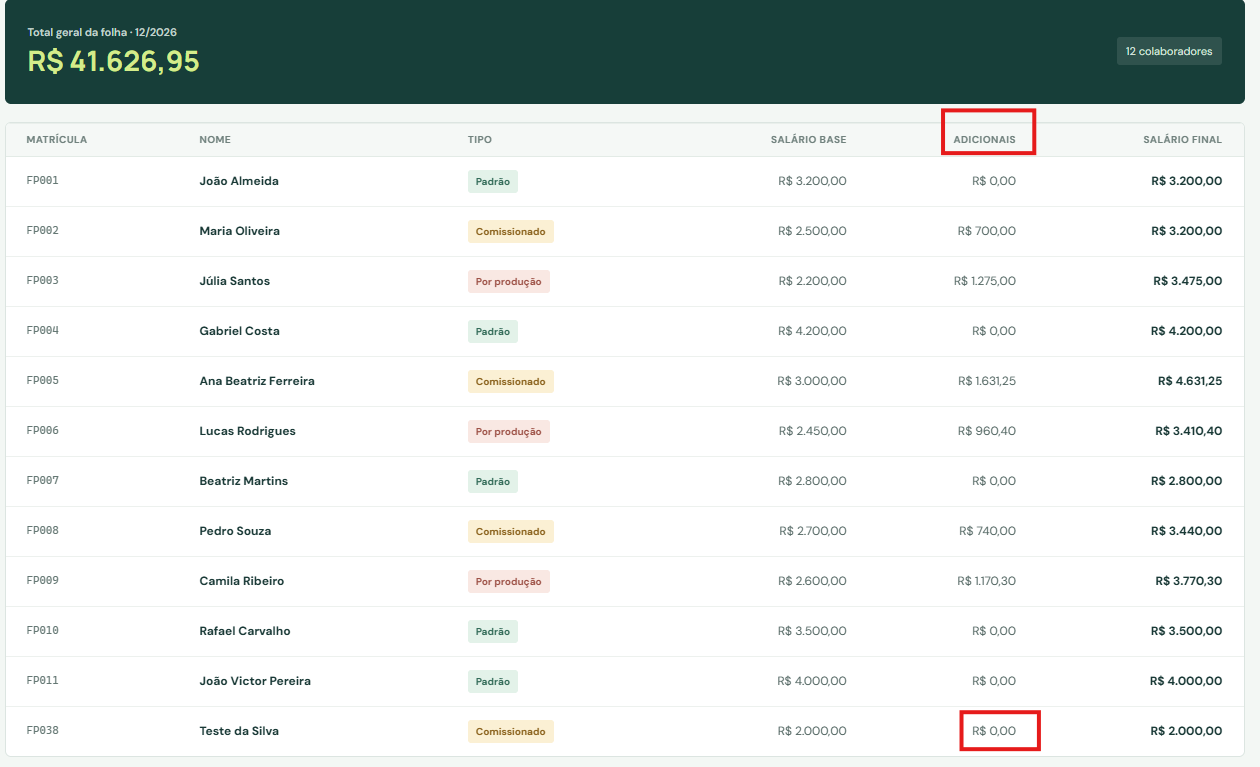 Total geral da folha · 12/2026
R$ 41.626,95
12 colaboradores
MATRÍCULA NOME TIPO SALÁRIO BASE ADICIONAIS SALÁRIO FINAL
FP001 João Almeida Padrão R$ 3.200,00 R$ 0,00 R$ 3.200,00
FP002 Maria Oliveira Comissionado R$ 2.500,00 R$ 700,00 R$ 3.200,00
FP003 Júlia Santos Por produção R$ 2.200,00 R$ 1.275,00 R$ 3.475,00
FP004 Gabriel Costa Padrão R$ 4.200,00 R$ 0,00 R$ 4.200,00
FP005 Ana Beatriz Ferreira Comissionado R$ 3.000,00 R$ 1.631,25 R$ 4.631,25
FP006 Lucas Rodrigues Por produção R$ 2.450,00 R$ 960,40 R$ 3.410,40
FP007 Beatriz Martins Padrão R$ 2.800,00 R$ 0,00 R$ 2.800,00
FP008 Pedro Souza Comissionado R$ 2.700,00 R$ 740,00 R$ 3.440,00
FP009 Camila Ribeiro Por produção R$ 2.600,00 R$ 1.170,30 R$ 3.770,30
FP010 Rafael Carvalho Padrão R$ 3.500,00 R$ 0,00 R$ 3.500,00
FP011 João Victor Pereira Padrão R$ 4.000,00 R$ 0,00 R$ 4.000,00
FP038 Teste da Silva Comissionado R$ 2.000,00 R$ 0,00 R$ 2.000,00